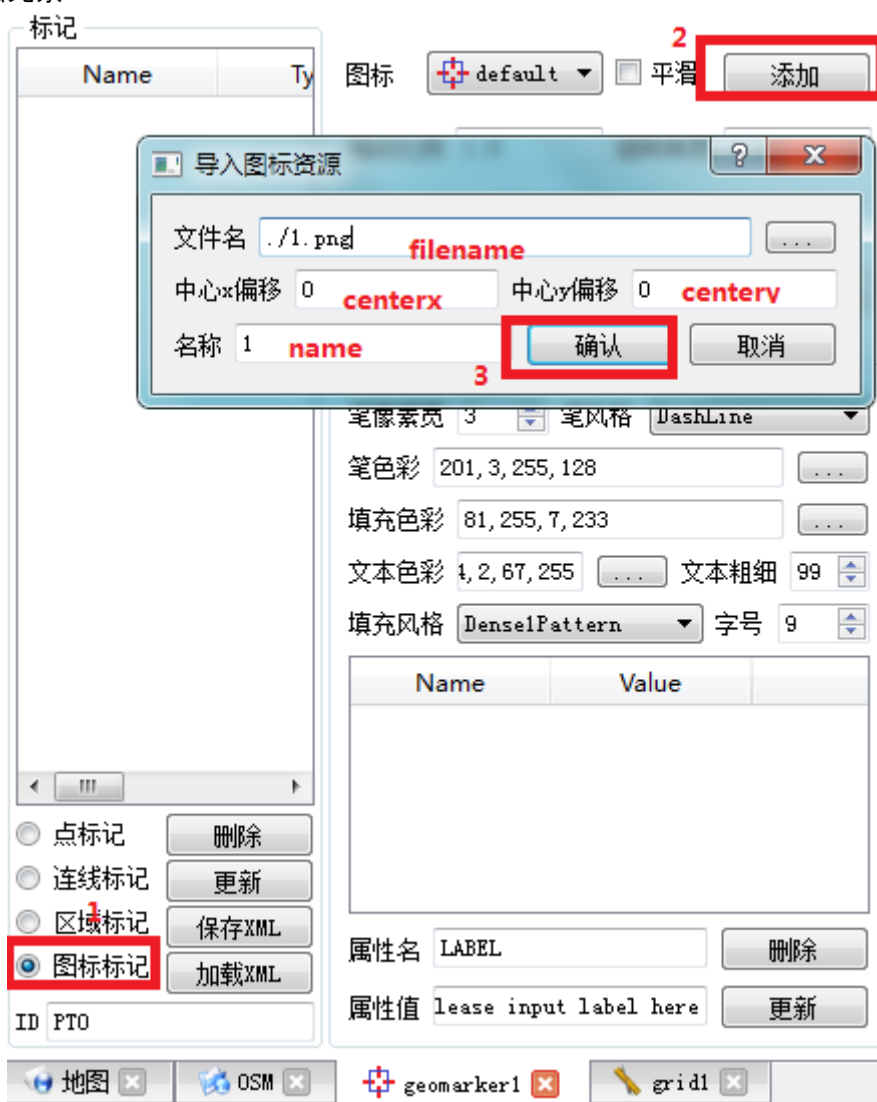 标记
2
Name Ty 图标 default 平滑 添加
导入图标资源
文件名 ./1.png ...
filename
中心x偏移 0 中心y偏移 0
centerx centery
名称 1 name 确认 取消
3
笔像素宽 3 笔风格 DashLine
笔色彩 201,3,255,128 ...
填充色彩 81,255,7,233 ...
文本色彩 ,2,67,255 ... 文本粗细 99
填充风格 Dense1Pattern 字号 9
Name Value
点标记 删除
连线标记 更新
1
区域标记 保存XML
图标标记 加载XML
属性名 LABEL 删除
ID PTO
属性值 lease input label here 更新
地图 OSM geomarker1 grid1